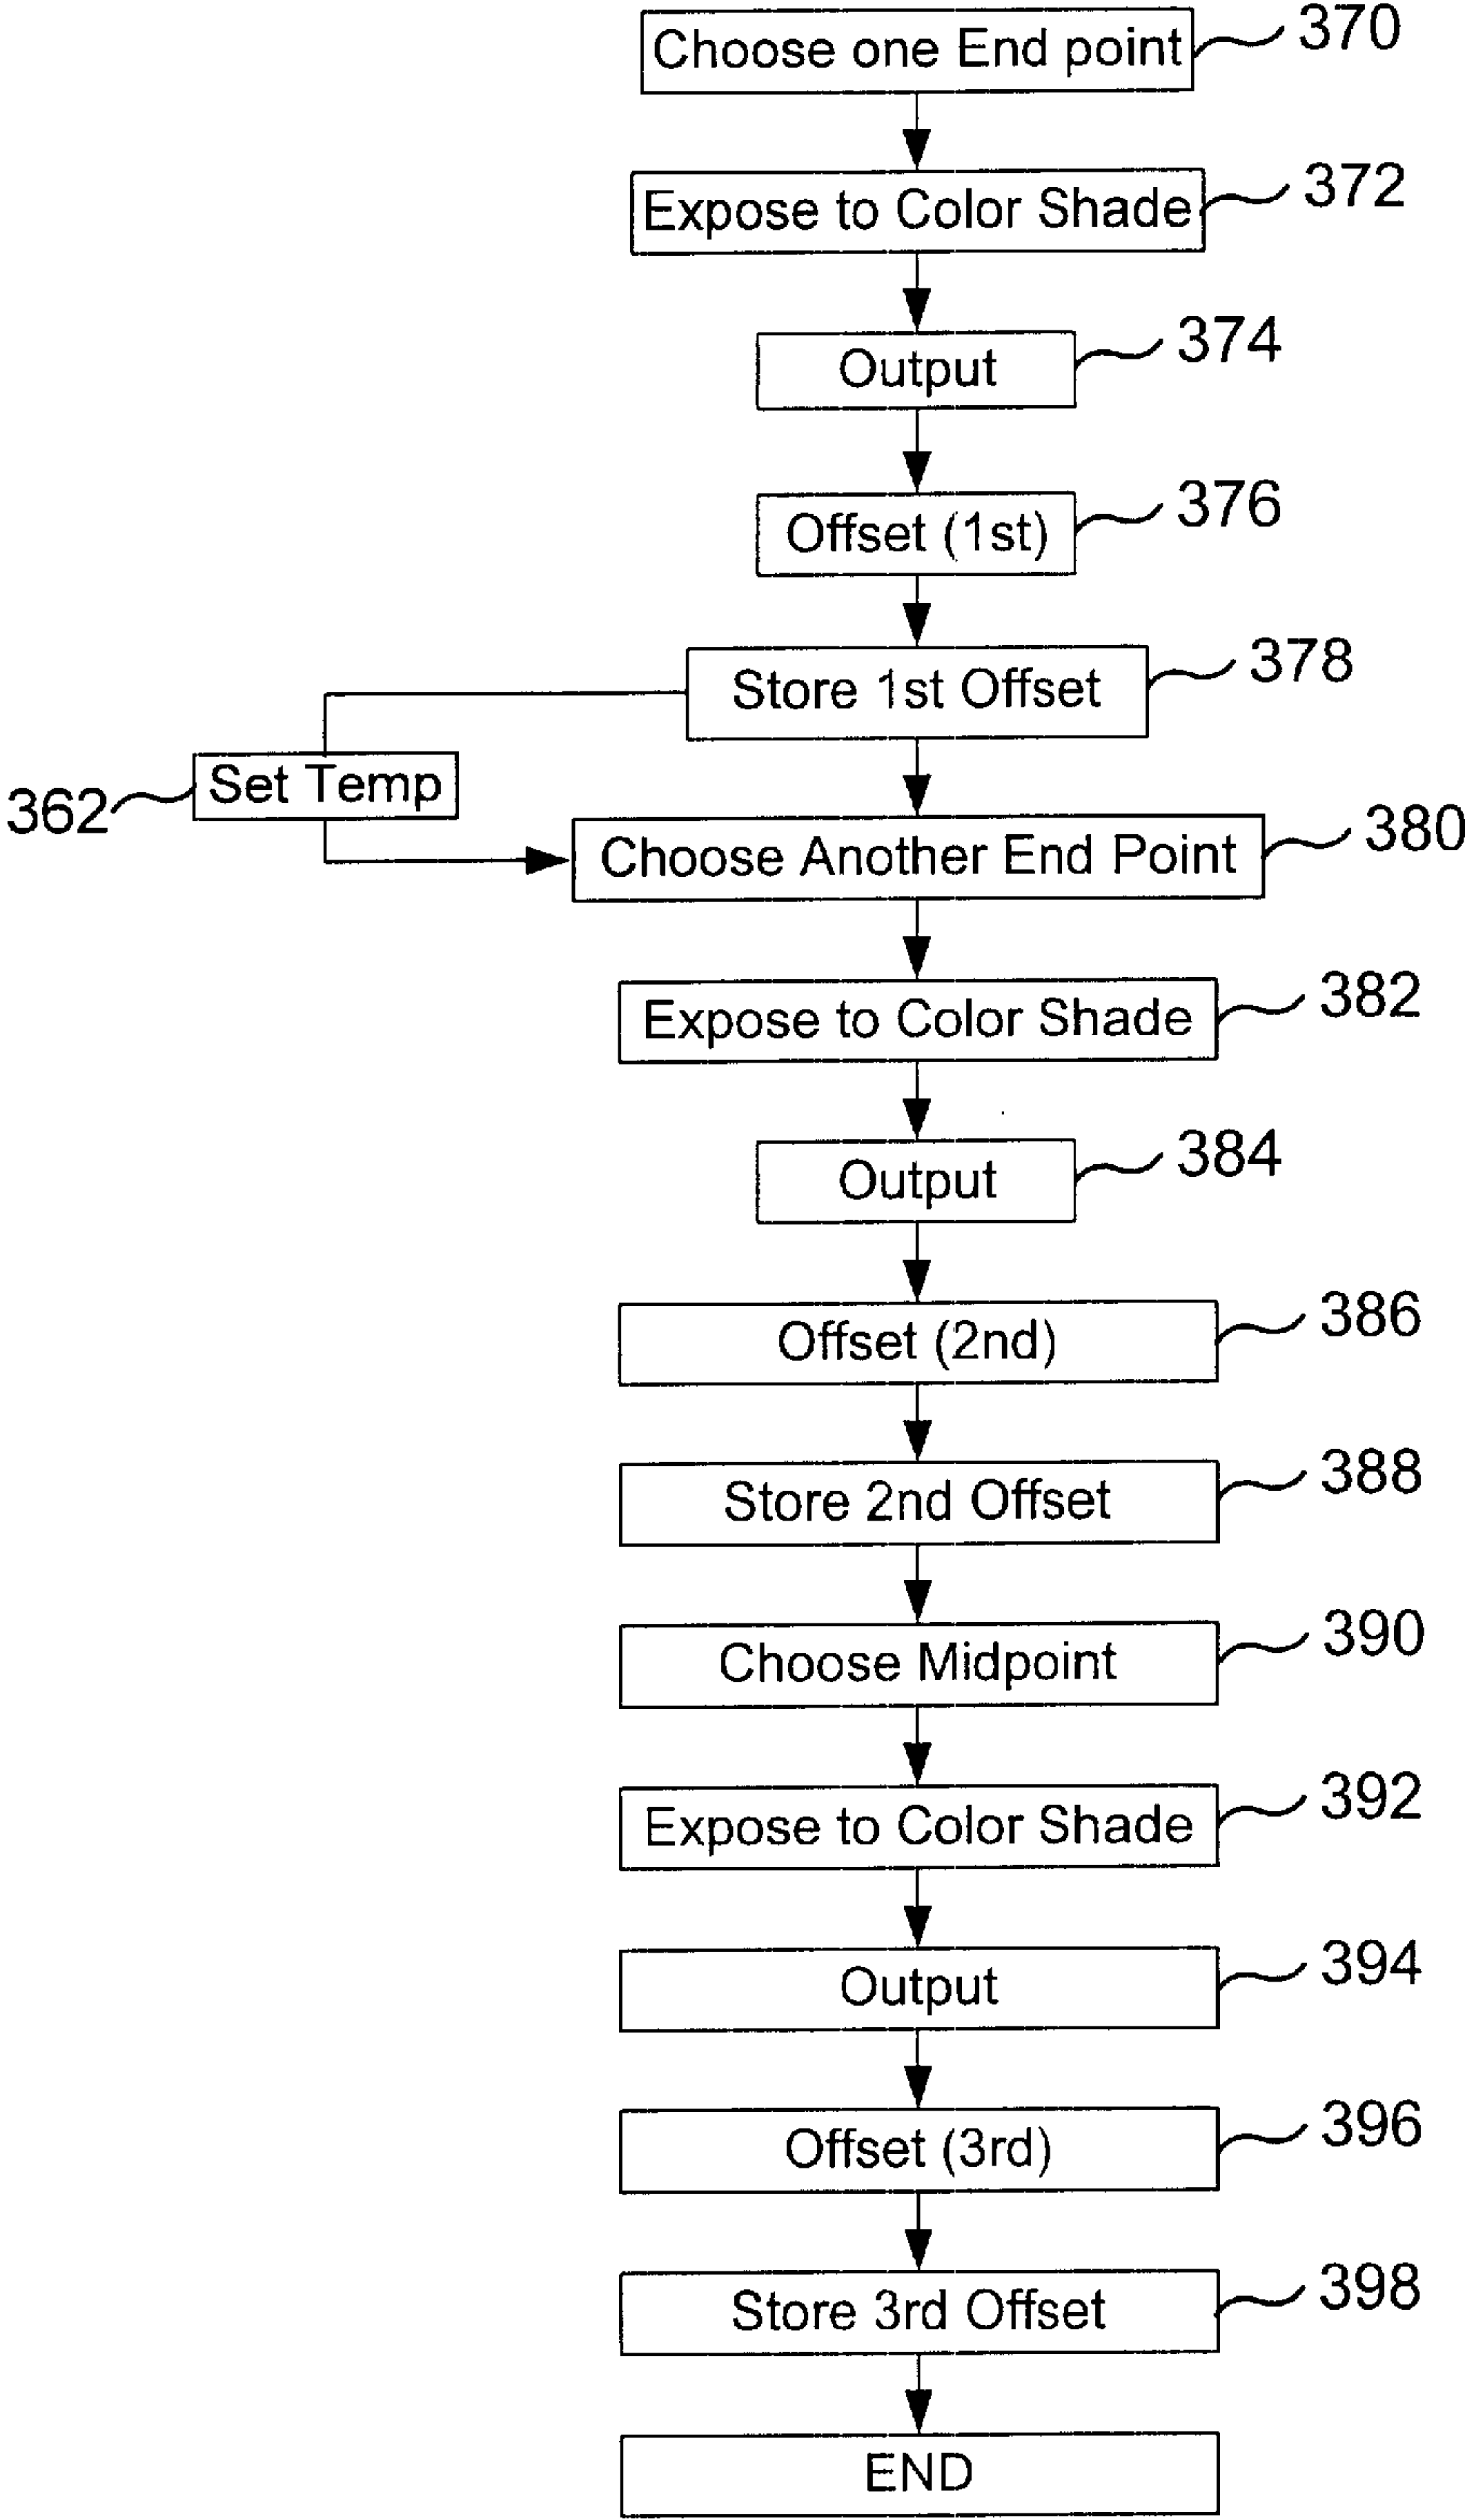 Choose one End point 370
Expose to Color Shade 372
Output 374
Offset (1st) 376
Store 1st Offset 378
Set Temp
362
Choose Another End Point 380
Expose to Color Shade 382
Output 384
Offset (2nd) 386
Store 2nd Offset 388
Choose Midpoint 390
Expose to Color Shade 392
Output 394
Offset (3rd) 396
Store 3rd Offset 398
END